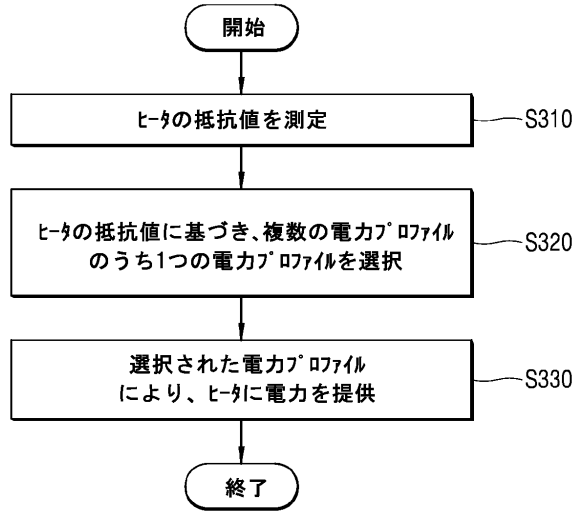 開始
ﾋｰﾀの抵抗値を測定
S310
ﾋｰﾀの抵抗値に基づき､複数の電力ﾌﾟﾛﾌｧｲﾙ
のうち1つの電力ﾌﾟﾛﾌｧｲﾙを選択
S320
選択された電力ﾌﾟﾛﾌｧｲﾙ
により、ﾋｰﾀに電力を提供
S330
終了